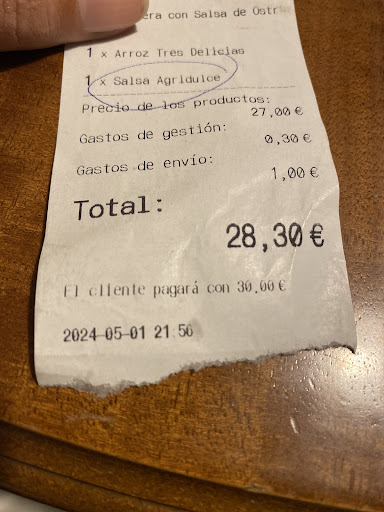 era con Salsa de Ostr
1 x Arroz Tres Delicias
1 x Salsa Agridulce
Precio de los productos:
27,00 €
Gastos de gestión:
0,30 €
Gastos de envío:
1,00 €
Total:
28,30 €
El cliente pagará con 30.00 €
2024-05-01 21:56